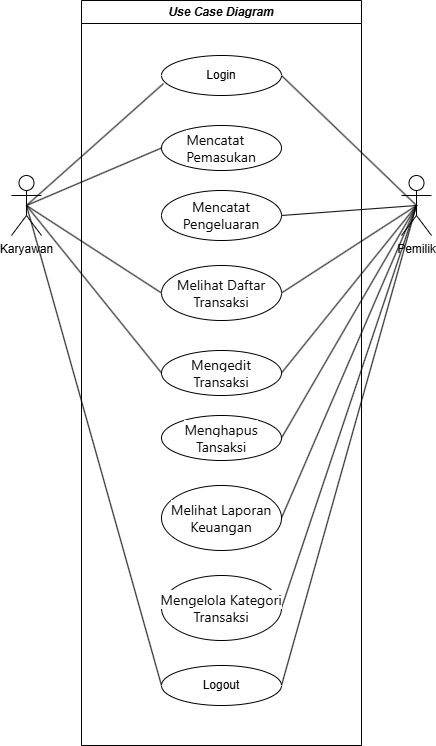 Use Case Diagram
Login
Mencatat
Pemasukan
Mencatat
Pengeluaran
Karyawan
Pemilik
Melihat Daftar
Transaksi
Mengedit
Transaksi
Menghapus
Tansaksi
Melihat Laporan
Keuangan
Mengelola Kategori
Transaksi
Logout